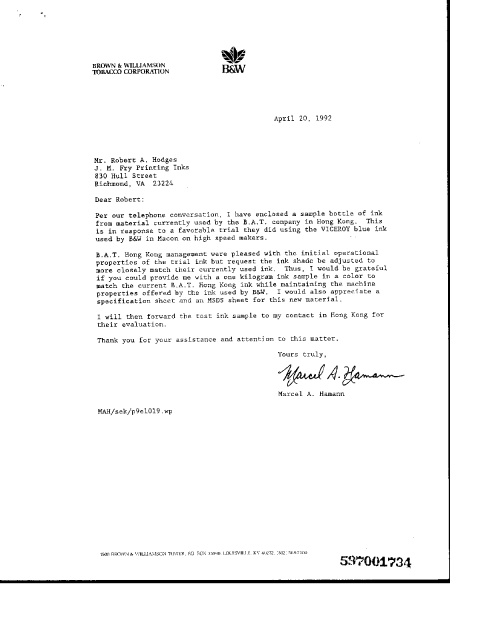 BROWN & WILLIAMSON
TOBACCO CORPORATION
B&W
April 20, 1992
Mr. Robert A. Hodges
J. M. Fry Printing Inks
830 Hull Street
Richmond, VA 23224
Dear Robert:
Per our telephone conversation, I have enclosed a sample bottle of ink
from material currently used by the B.A.T. company in Hong Kong. This
is in response to a favorable trial they did using the VICEROY blue ink
used by B&W in Macon on high speed makers.
B.A.T. Hong Kong management were pleased with the initial operational
properties of the trial ink but request the ink shade be adjusted to
more closely match their currently used ink. Thus, I would be grateful
if you could provide me with a one kilogram ink sample in a color to
match the current B.A.T. Hong Kong ink while maintaining the machine
properties offered by the ink used by B&W. I would also appreciate a
specification sheet and an MSDS sheet for this new material.
I will then forward the test ink sample to my contact in Hong Kong for
their evaluation.
Thank you for your assistance and attention to this matter.
Yours truly,
Marcel A. Hamann
Marcel A. Hamann
MAH/sek/p9e1019.wp
BROWN & WILLIAMSON TOWER, P.O. BOX LOUISVILLE, KY
597001734